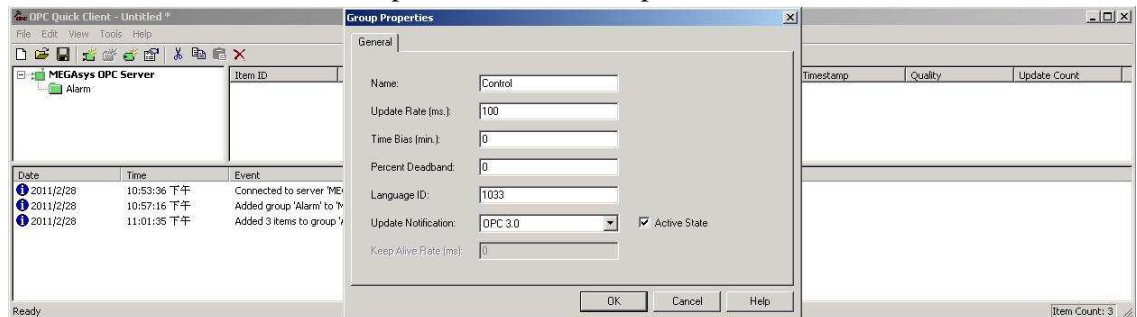 OPC Quick Client - Untitled *
File Edit View Tools Help
MEGAsys OPC Server
Alarm
Item ID
Timestamp Quality Update Count
Group Properties
General
Name: Control
Update Rate (ms.): 100
Time Bias (min.): 0
Percent Deadband: 0
Language ID: 1033
Update Notification: OPC 3.0 Active State
Keep Alive Rate (ms): 0
OK Cancel Help
Date Time Event
2011/2/28 10:53:36 下午 Connected to server 'ME
2011/2/28 10:57:16 下午 Added group 'Alarm' to 'M
2011/2/28 11:01:35 下午 Added 3 items to group 'A
Ready
Item Count: 3